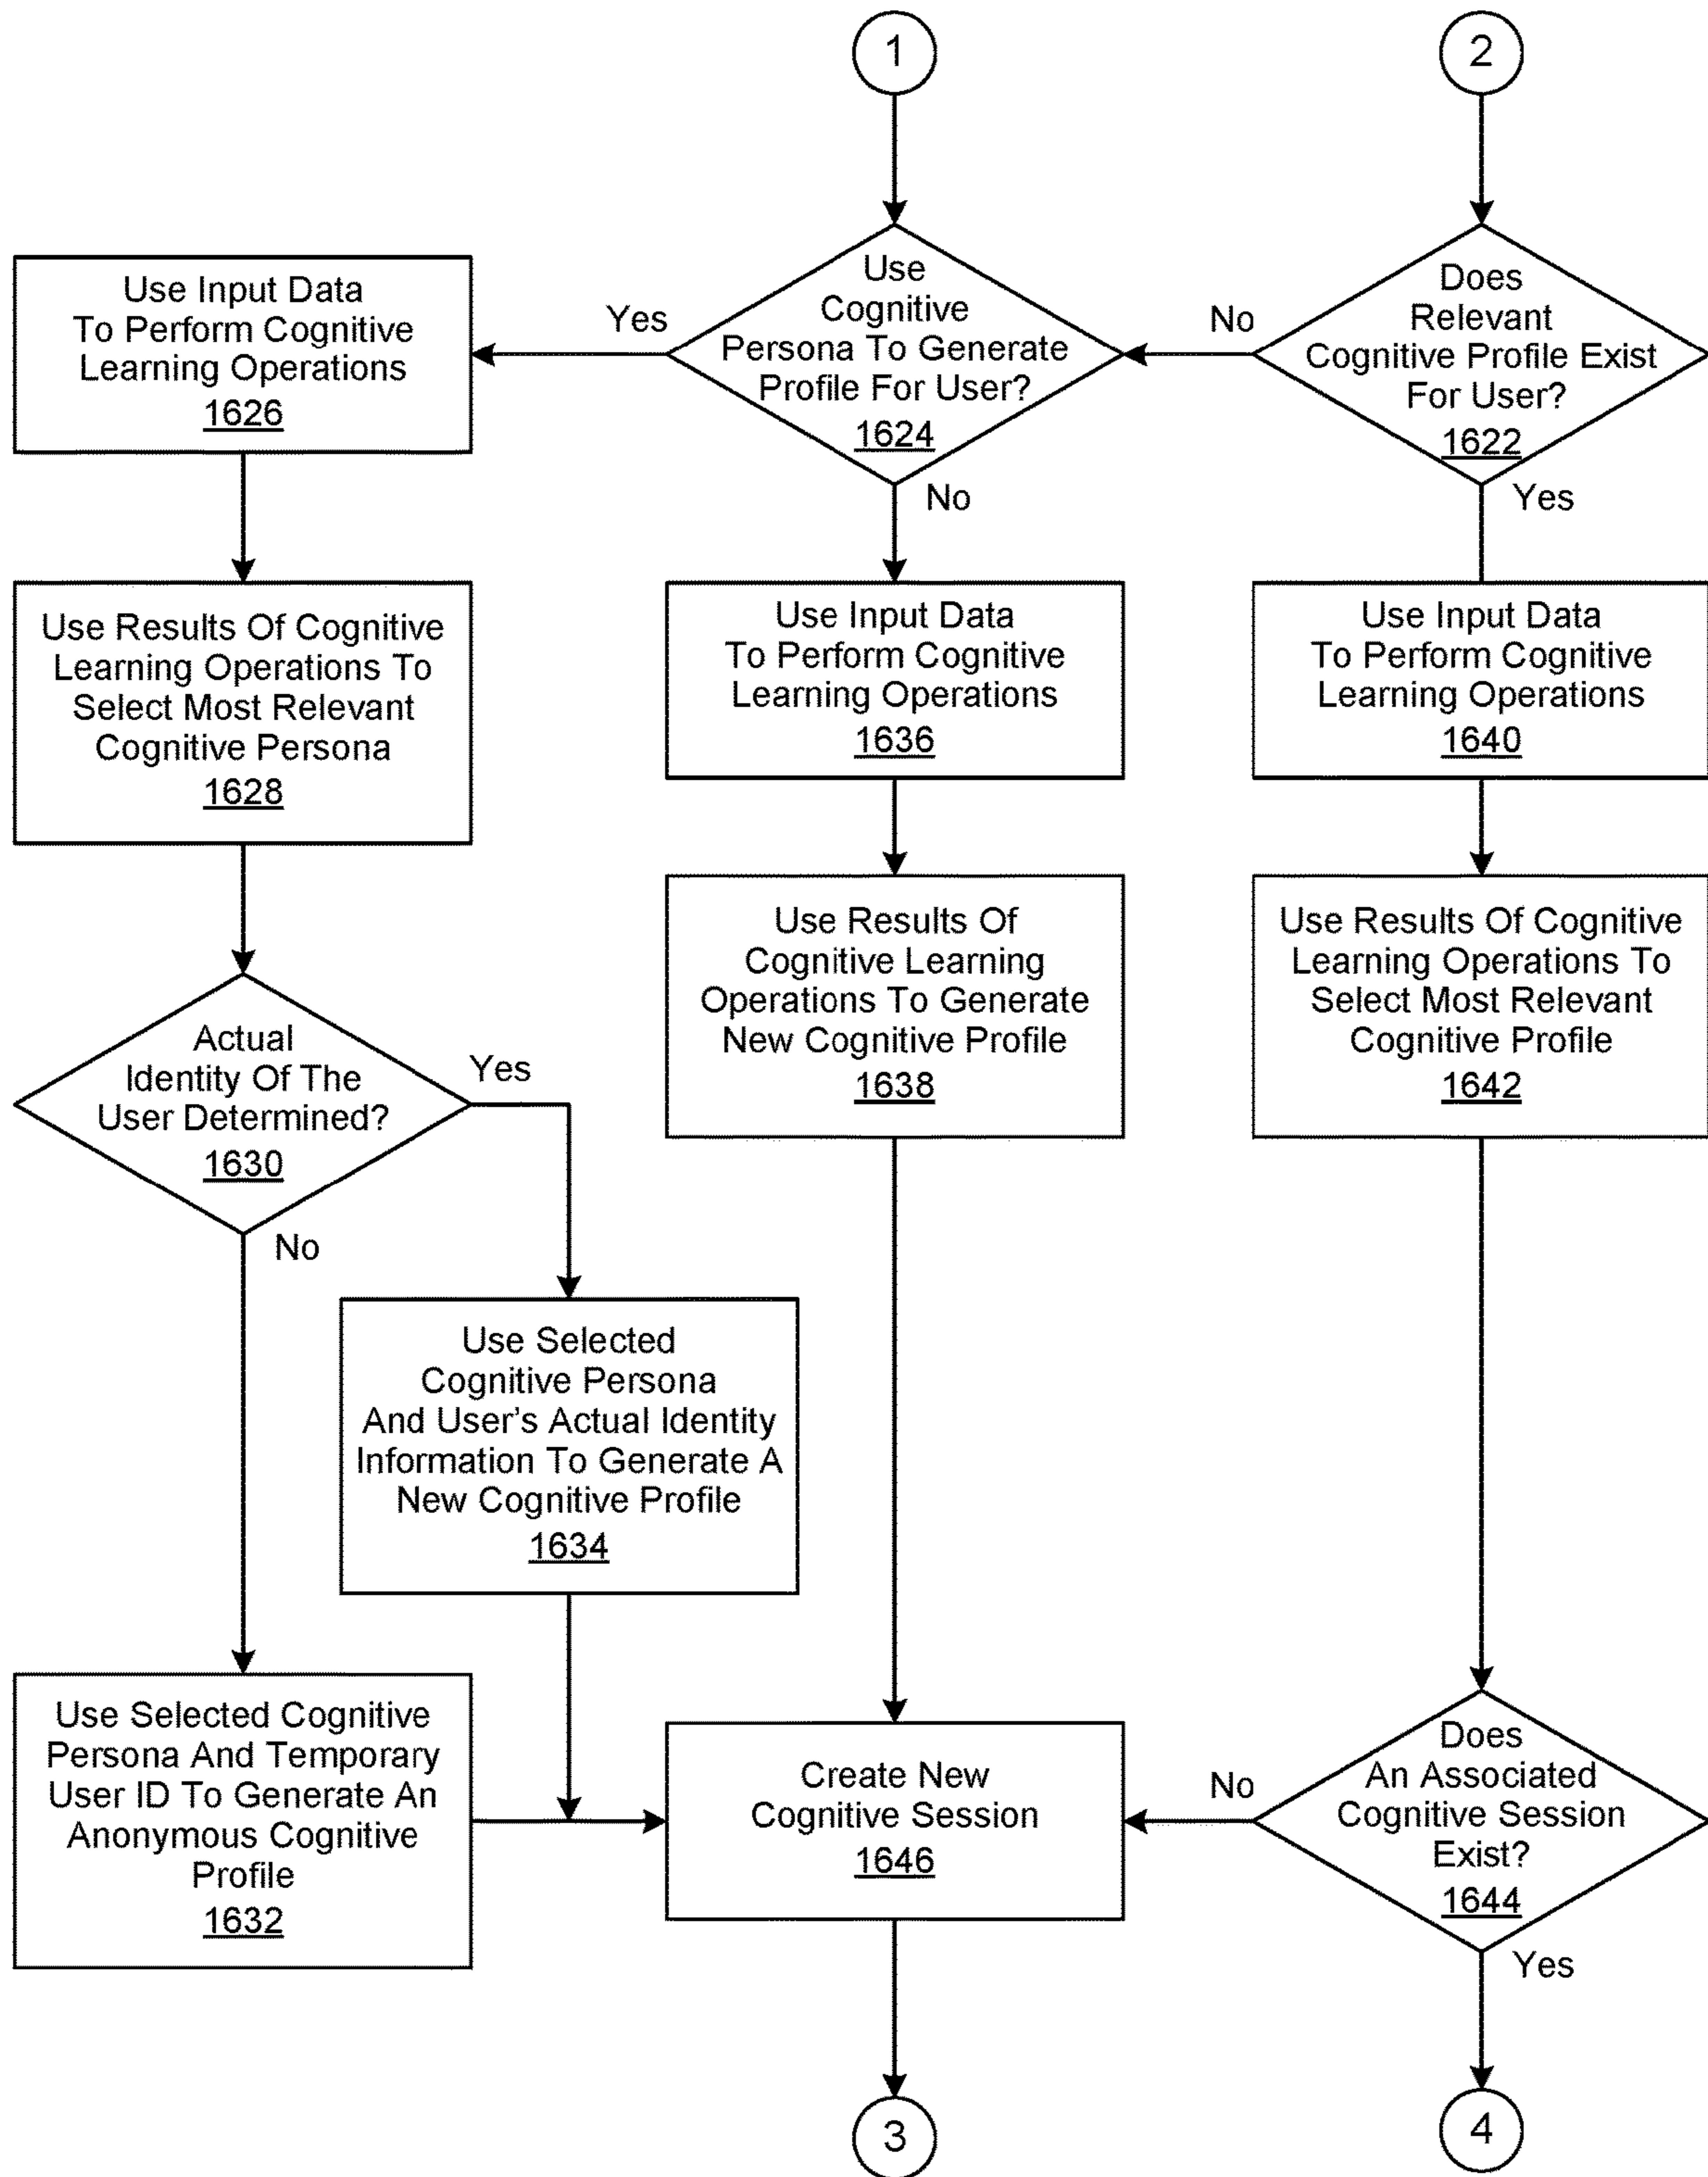 1
2
Use
Cognitive
Persona To Generate
Profile For User?
1624
Does
Relevant
Cognitive Profile Exist
For User?
1622
Yes
No
No
Yes
Use Input Data
To Perform Cognitive
Learning Operations
1626
Use Results Of Cognitive
Learning Operations To
Select Most Relevant
Cognitive Persona
1628
Use Input Data
To Perform Cognitive
Learning Operations
1636
Use Input Data
To Perform Cognitive
Learning Operations
1640
Use Results Of
Cognitive Learning
Operations To Generate
New Cognitive Profile
1638
Use Results Of Cognitive
Learning Operations To
Select Most Relevant
Cognitive Profile
1642
Actual
Identity Of The
User Determined?
1630
Yes
No
Use Selected
Cognitive Persona
And User's Actual Identity
Information To Generate A
New Cognitive Profile
1634
Use Selected Cognitive
Persona And Temporary
User ID To Generate An
Anonymous Cognitive
Profile
1632
Create New
Cognitive Session
1646
No
Does
An Associated
Cognitive Session
Exist?
1644
Yes
3
4